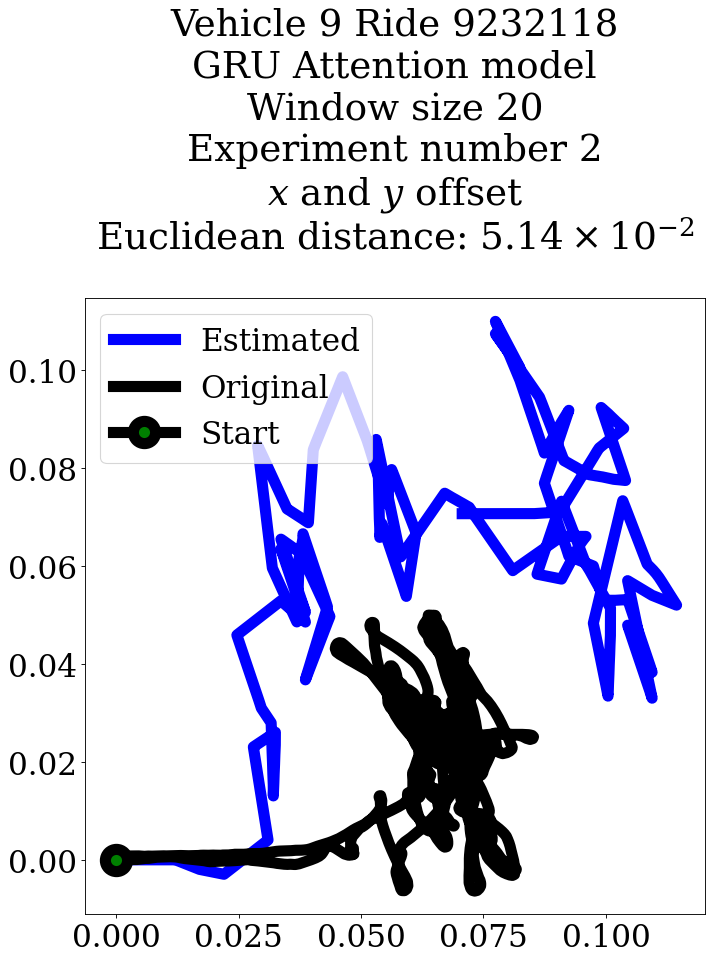 Vehicle 9 Ride 9232118
GRU Attention model
Window size 20
Experiment number 2
x and y offset
Euclidean distance: 5.14 × 10⁻²
Estimated
Original
Start
0.10
0.08
0.06
0.04
0.02
0.00
0.000 0.025 0.050 0.075 0.100